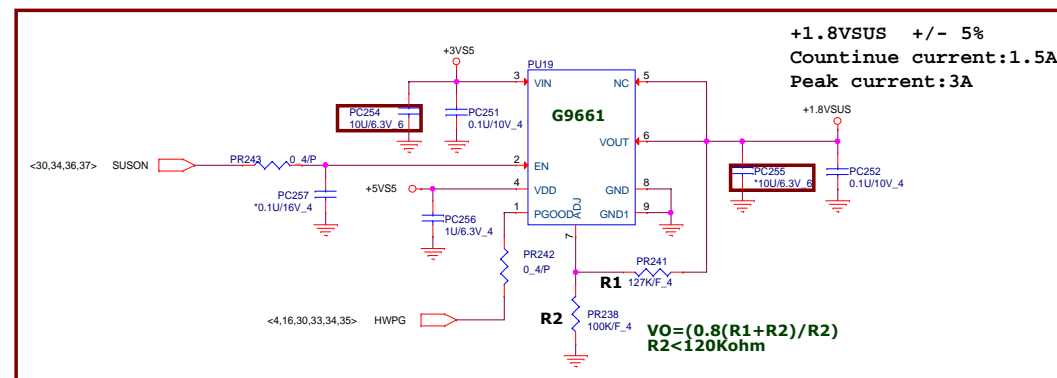 +1.8VSUS +/- 5%
Countinue current:1.5A
Peak current:3A
+3VS5
PU19
3
VIN
NC
5
G9661
PC254
10U/6.3V_6
PC251
0.1U/10V_4
+1.8VSUS
VOUT
6
<30,34,36,37> SUSON
PR243
0_4/P
2
EN
PC257
*0.1U/16V_4
+5VS5
4
VDD
GND
8
PC255
*10U/6.3V_6
PC252
0.1U/10V_4
1
PGOOD
ADJ
GND1
9
PC256
1U/6.3V_4
7
PR242
0_4/P
PR241
R1
127K/F_4
<4,16,30,33,34,35> HWPG
R2
PR238
100K/F_4
VO=(0.8(R1+R2)/R2)
R2<120Kohm